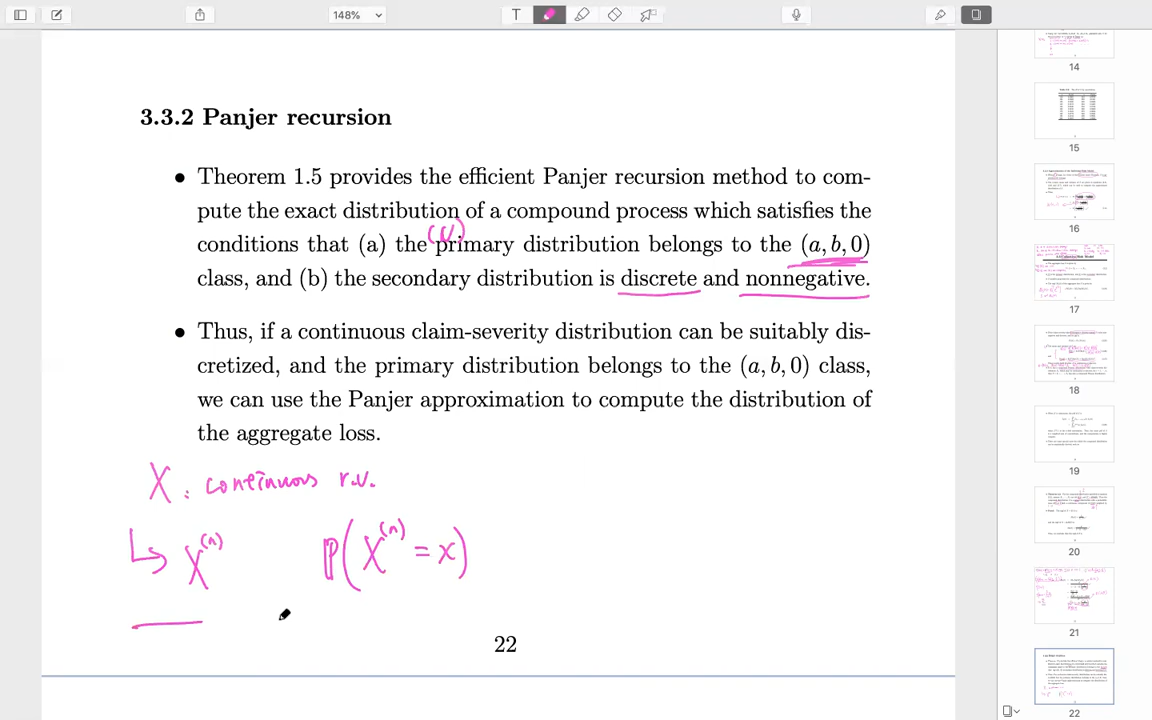 148%
T
3.3.2 Panjer recursion
• Theorem 1.5 provides the efficient Panjer recursion method to com-
pute the exact distribution of a compound process which satisfies the
(N)
conditions that (a) the primary distribution belongs to the (a, b, 0)
class, and (b) the secondary distribution is discrete and nonnegative.
• Thus, if a continuous claim-severity distribution can be suitably dis-
cretized, and the primary distribution belongs to the (a, b, 0) class,
we can use the Panjer approximation to compute the distribution of
the aggregate loss.
X : continuous r.v.
↳ X^(n) ℙ(X^(n) = x)
22
14
15
16
17
18
19
20
21
22